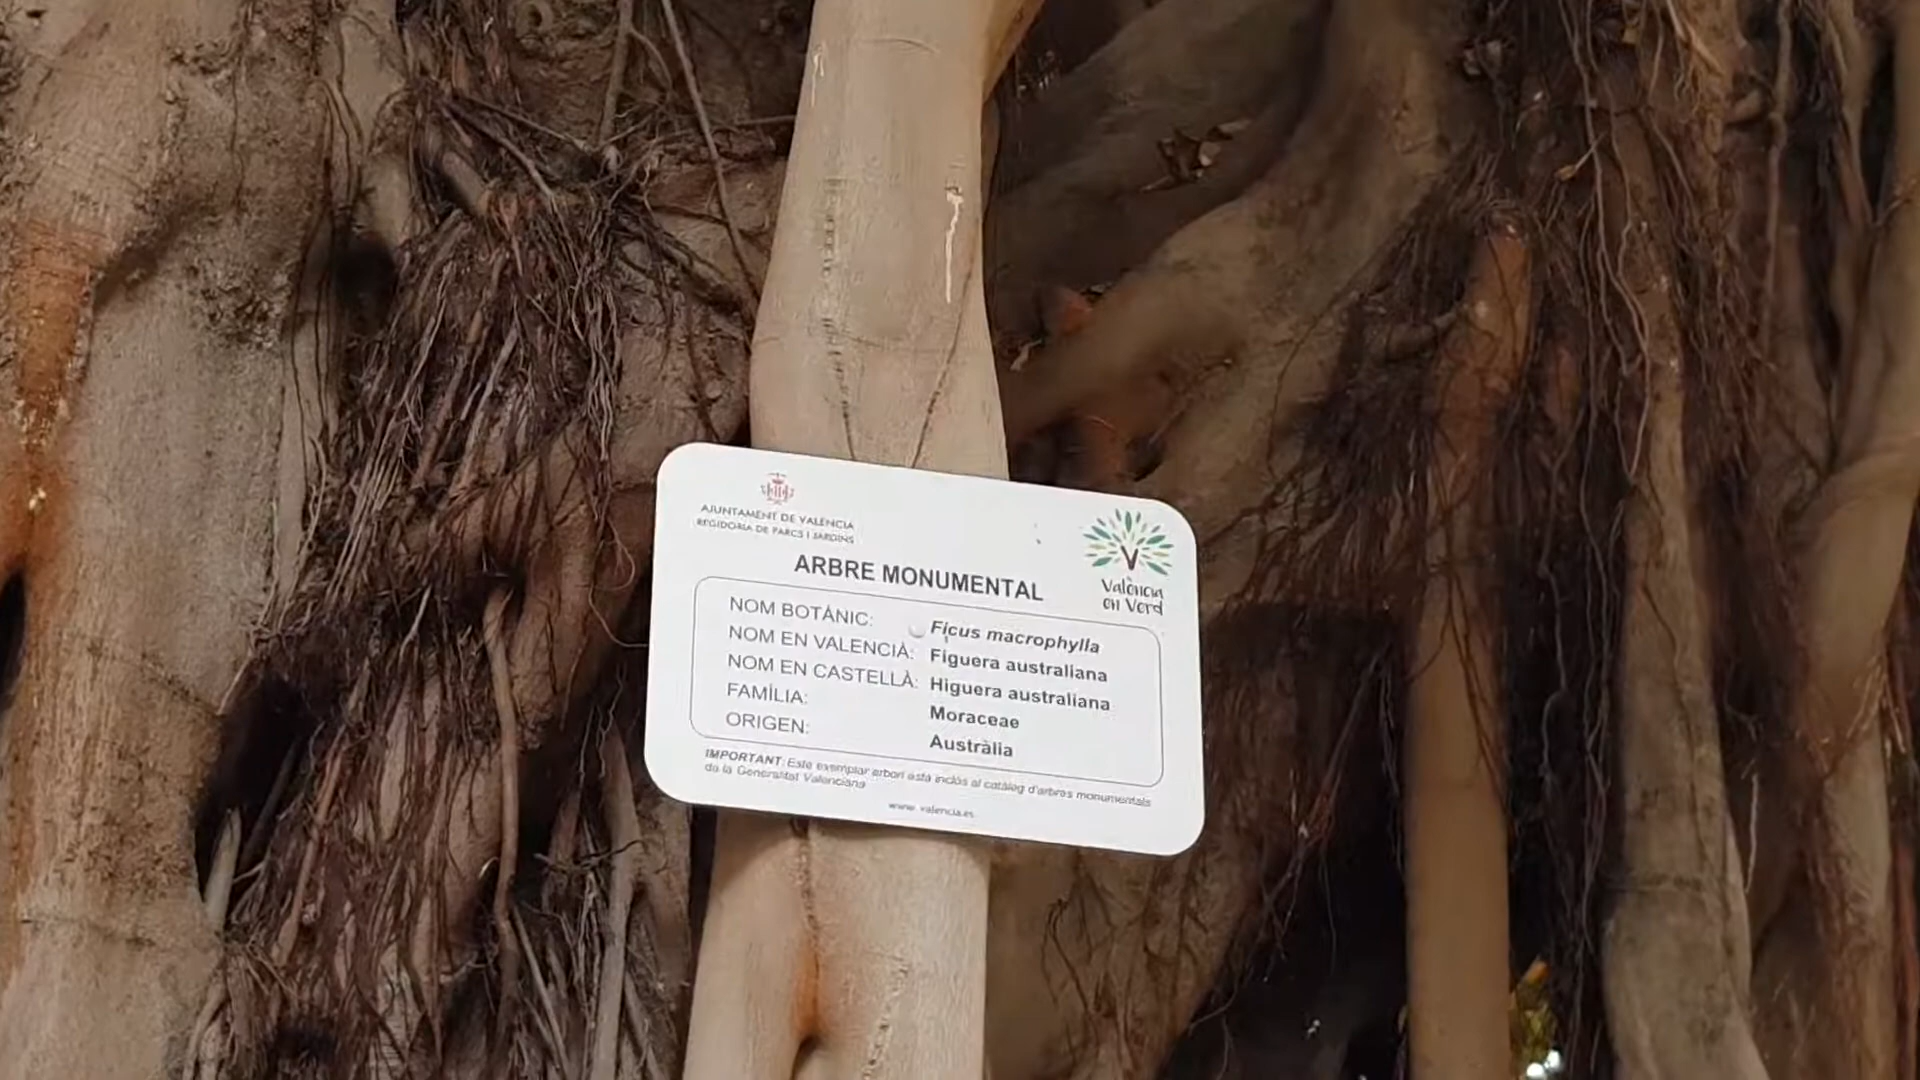 AJUNTAMENT DE VALÈNCIA
REGIDORIA DE PARCS I JARDINS
València
en Verd
ARBRE MONUMENTAL
NOM BOTÀNIC: Ficus macrophylla
NOM EN VALENCIÀ: Figuera australiana
NOM EN CASTELLÀ: Higuera australiana
FAMÍLIA: Moraceae
ORIGEN: Austràlia
IMPORTANT: Este exemplar arbori està inclòs al catàleg d'arbres monumentals
de la Generalitat Valenciana
www.valencia.es